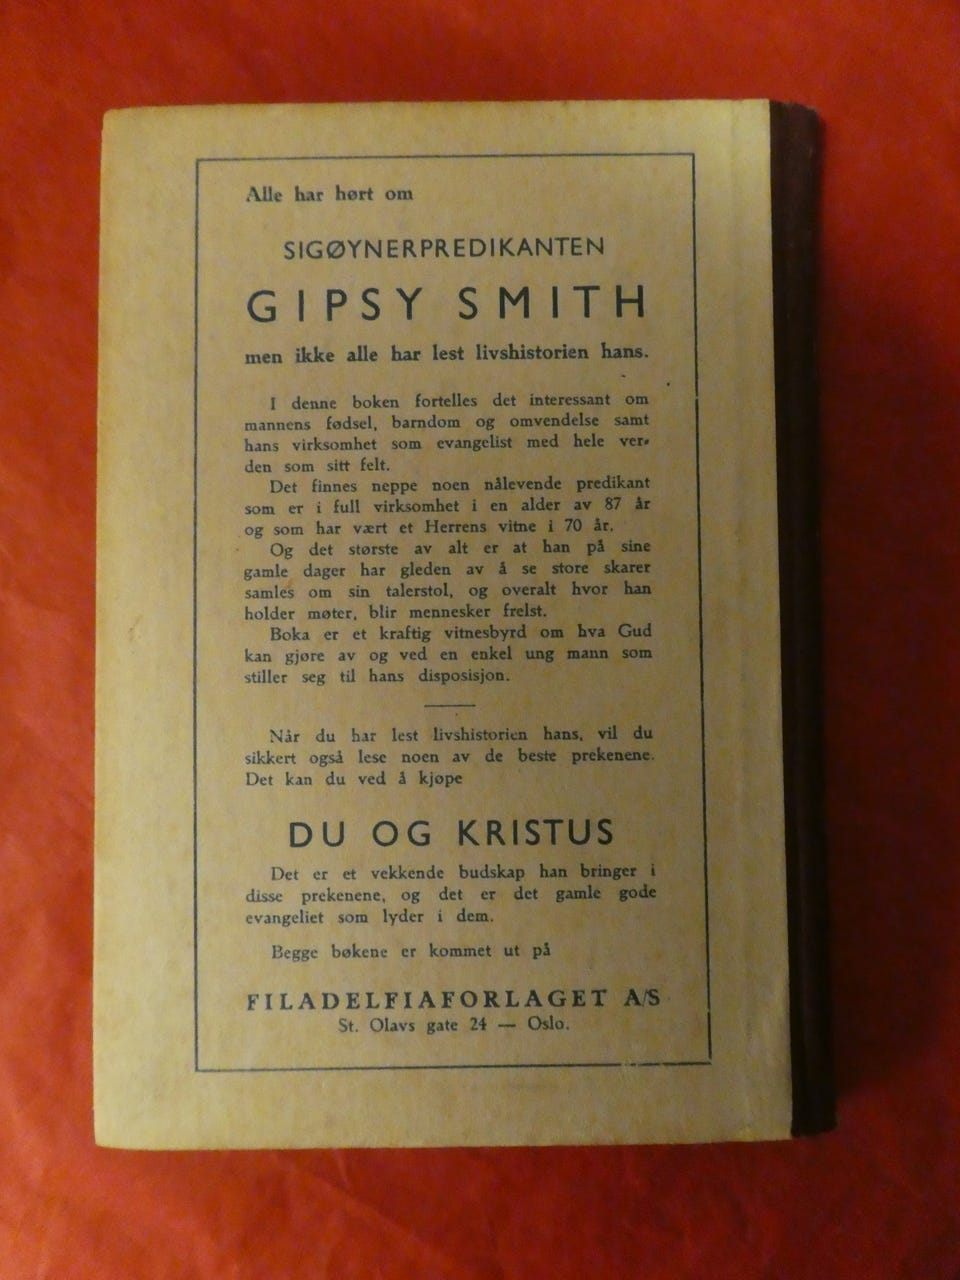 Alle har hørt om
SIGØYNERPREDIKANTEN
GIPSY SMITH
men ikke alle har lest livshistorien hans.
I denne boken fortelles det interessant om
mannens fødsel, barndom og omvendelse samt
hans virksomhet som evangelist med hele ver-
den som sitt felt.
Det finnes neppe noen nålevende predikant
som er i full virksomhet i en alder av 87 år
og som har vært et Herrens vitne i 70 år.
Og det største av alt er at han på sine
gamle dager har gleden av å se store skarer
samles om sin talerstol, og overalt hvor han
holder møter, blir mennesker frelst.
Boka er et kraftig vitnesbyrd om hva Gud
kan gjøre av og ved en enkel ung mann som
stiller seg til hans disposisjon.
Når du har lest livshistorien hans, vil du
sikkert også lese noen av de beste prekenene.
Det kan du ved å kjøpe
DU OG KRISTUS
Det er et vekkende budskap han bringer i
disse prekenene, og det er det gamle gode
evangeliet som lyder i dem.
Begge bøkene er kommet ut på
FILADELFIAFORLAGET A/S
St. Olavs gate 24 — Oslo.